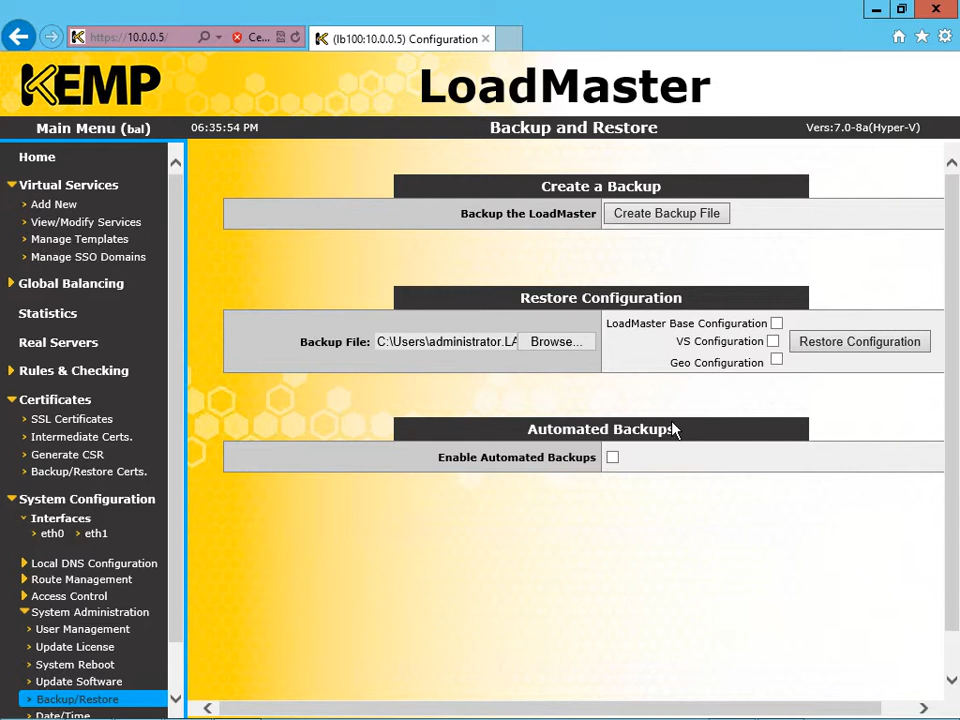 https://10.0.0.5/
Ce...
(lb100:10.0.0.5) Configuration
KEMP
LoadMaster
Main Menu (bal)
06:35:54 PM
Backup and Restore
Vers:7.0-8a(Hyper-V)
Home
Virtual Services
Add New
View/Modify Services
Manage Templates
Manage SSO Domains
Global Balancing
Statistics
Real Servers
Rules & Checking
Certificates
SSL Certificates
Intermediate Certs.
Generate CSR
Backup/Restore Certs.
System Configuration
Interfaces
eth0
eth1
Local DNS Configuration
Route Management
Access Control
System Administration
User Management
Update License
System Reboot
Update Software
Backup/Restore
Date/Time
Create a Backup
Backup the LoadMaster
Create Backup File
Restore Configuration
Backup File:
C:\Users\administrator.LA
Browse...
LoadMaster Base Configuration
VS Configuration
Geo Configuration
Restore Configuration
Automated Backups
Enable Automated Backups